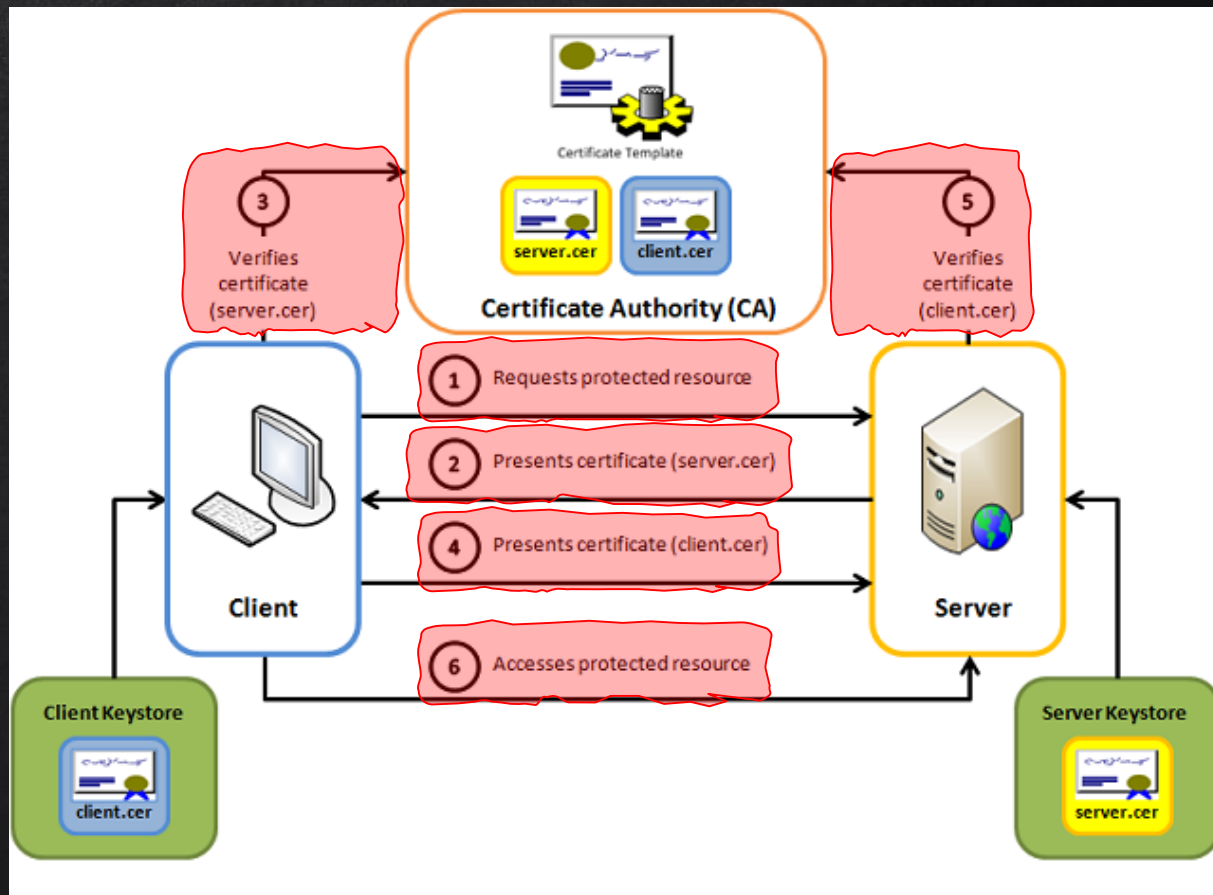 Certificate Template
server.cer
client.cer
Certificate Authority (CA)
3
Verifies
certificate
(server.cer)
5
Verifies
certificate
(client.cer)
1 Requests protected resource
2 Presents certificate (server.cer)
4 Presents certificate (client.cer)
6 Accesses protected resource
Client
Server
Client Keystore
client.cer
Server Keystore
server.cer